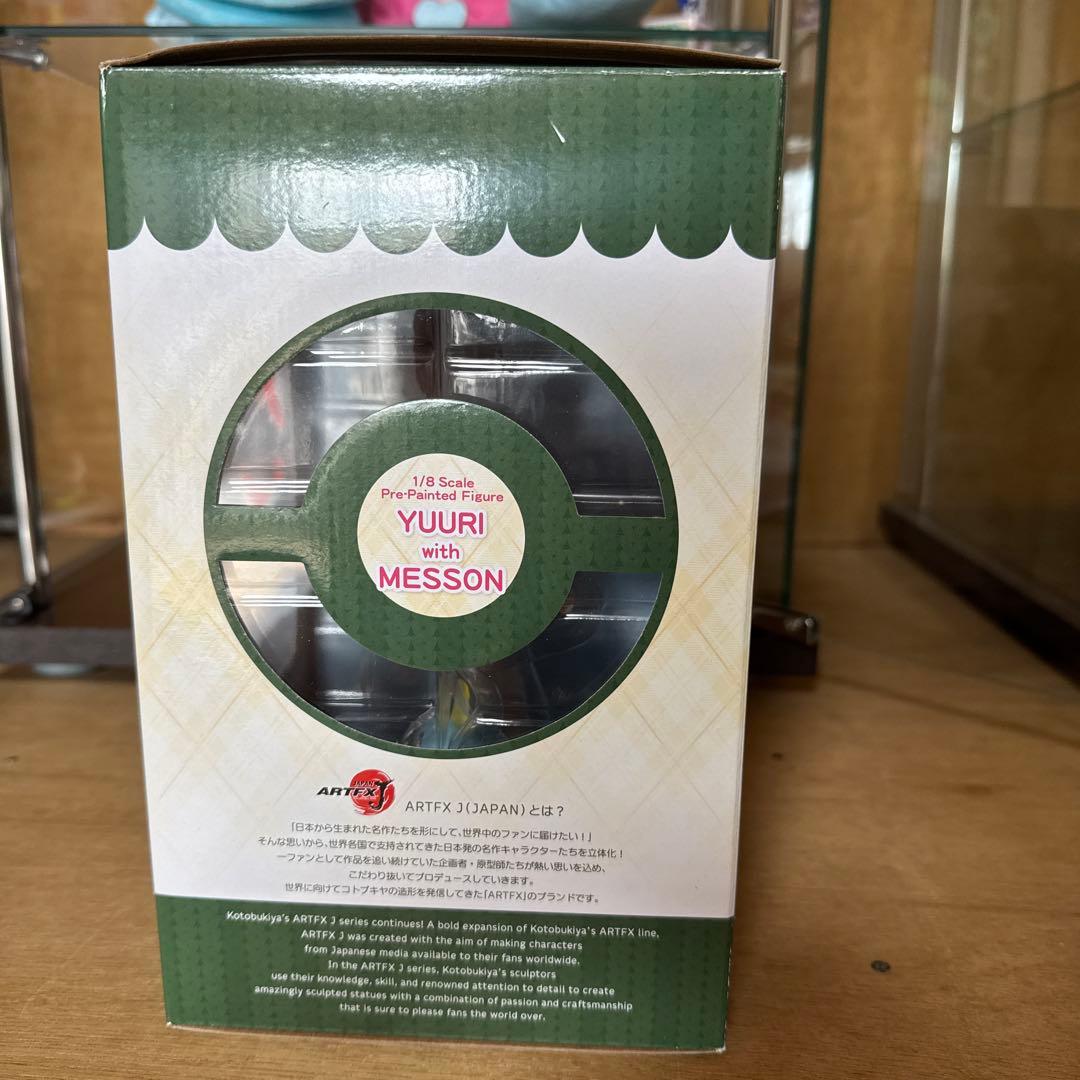 1/8 Scale
Pre-Painted Figure
YUURI
with
MESSON
JAPAN
ARTFX J
ARTFX J(JAPAN)とは?
「日本から生まれた名作たちを形にして、世界中のファンに届けたい!」
そんな思いから、世界各国で支持されてきた日本発の名作キャラクターたちを立体化!
一ファンとして作品を追い続けていた企画者・原型師たちが熱い思いを込め、
こだわり抜いてプロデュースしていきます。
世界に向けてコトブキヤの造形を発信してきた「ARTFX」のブランドです。
Kotobukiya's ARTFX J series continues! A bold expansion of Kotobukiya's ARTFX line,
ARTFX J was created with the aim of making characters
from Japanese media available to their fans worldwide.
In the ARTFX J series, Kotobukiya's sculptors
use their knowledge, skill, and renowned attention to detail to create
amazingly sculpted statues with a combination of passion and craftsmanship
that is sure to please fans the world over.